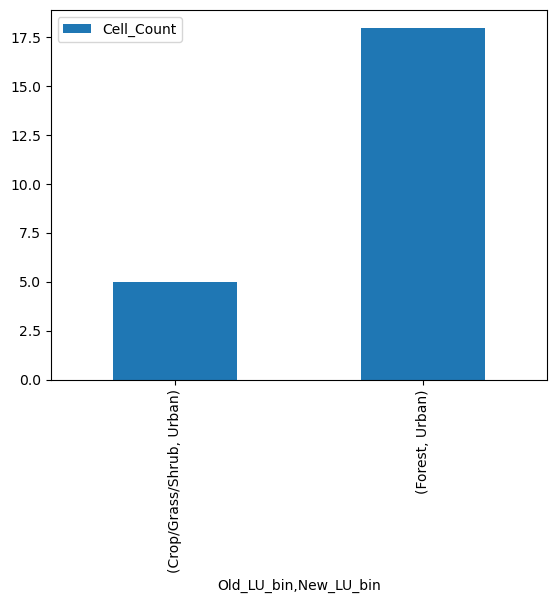 Cell_Count
17.5
15.0
12.5
10.0
7.5
5.0
2.5
0.0
(Crop/Grass/Shrub, Urban)
(Forest, Urban)
Old_LU_bin,New_LU_bin